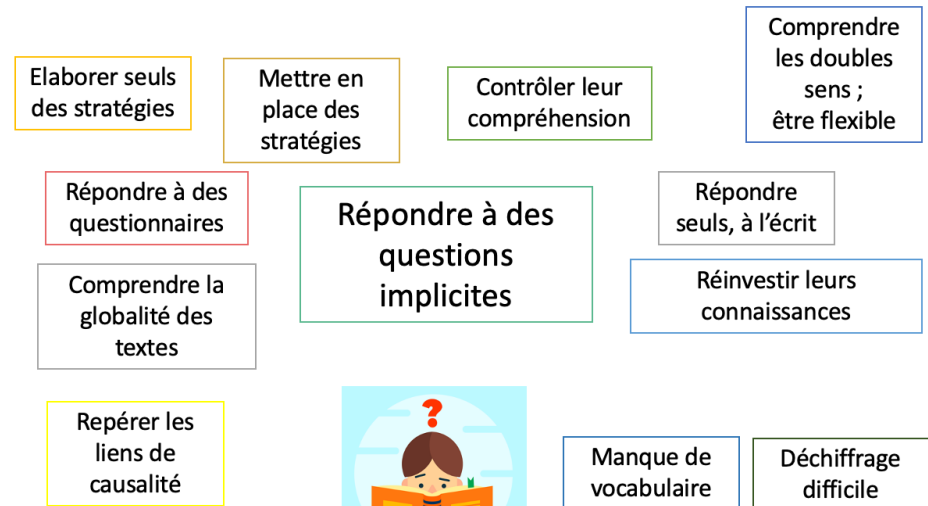 Elaborer seuls
des stratégies
Mettre en
place des
stratégies
Contrôler leur
compréhension
Comprendre
les doubles
sens ;
être flexible
Répondre à des
questionnaires
Répondre à des
questions
implicites
Répondre
seuls, à l'écrit
Comprendre la
globalité des
textes
Réinvestir leurs
connaissances
Repérer les
liens de
causalité
?
Manque de
vocabulaire
Déchiffrage
difficile